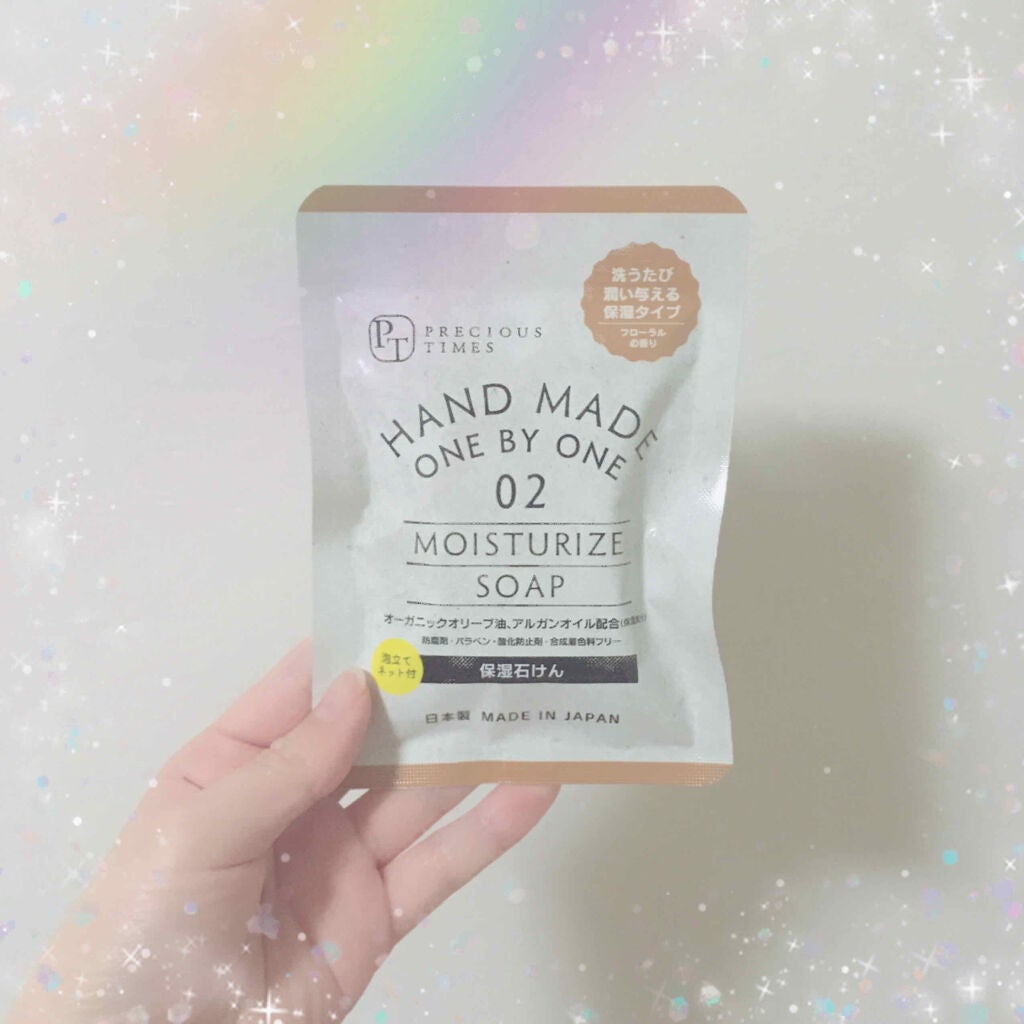 洗うたび
潤い与える
保湿タイプ
フローラル
の香り
PT
PRECIOUS
TIMES
HAND MADE
ONE BY ONE
02
MOISTURIZE
SOAP
オーガニックオリーブ油、アルガンオイル配合
防腐剤・パラベン・酸化防止剤・合成着色料フリー
泡立て
ネット付
保湿石けん
日本製 MADE IN JAPAN